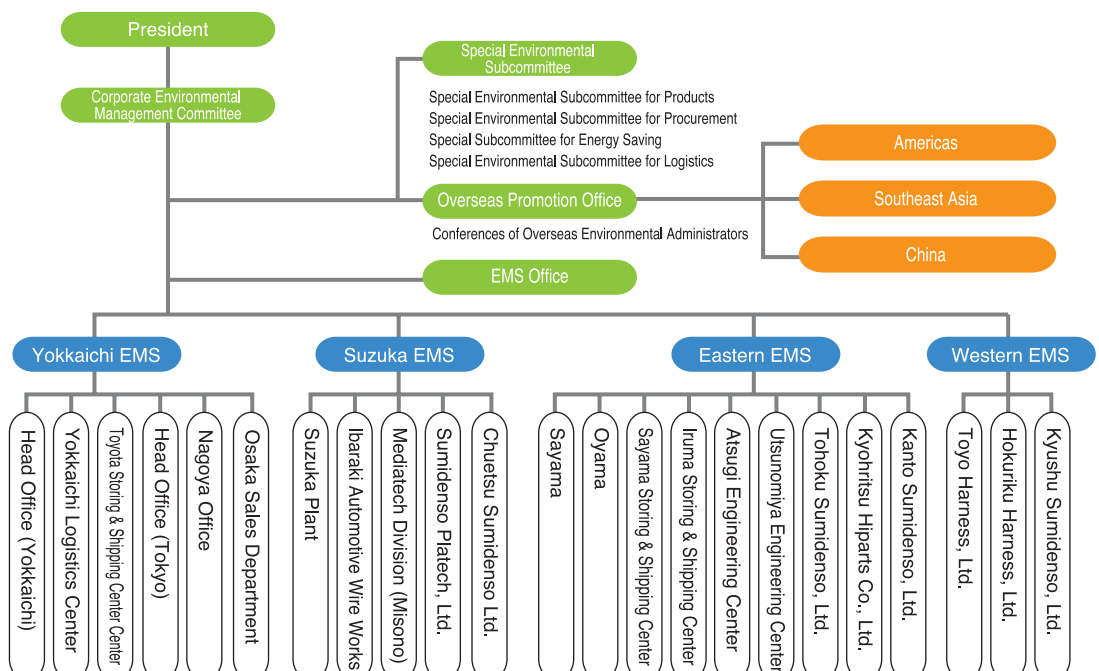 President
Corporate Environmental
Management Committee
Special Environmental
Subcommittee
Special Environmental Subcommittee for Products
Special Environmental Subcommittee for Procurement
Special Subcommittee for Energy Saving
Special Environmental Subcommittee for Logistics
Overseas Promotion Office
Conferences of Overseas Environmental Administrators
EMS Office
Americas
Southeast Asia
China
Yokkaichi EMS
Suzuka EMS
Eastern EMS
Western EMS
Head Office (Yokkaichi)
Yokkaichi Logistics Center
Toyota Storing & Shipping Center Center
Head Office (Tokyo)
Nagoya Office
Osaka Sales Department
Suzuka Plant
Ibaraki Automotive Wire Works
Mediatech Division (Misono)
Sumidenso Platech, Ltd.
Chuetsu Sumidenso Ltd.
Sayama
Oyama
Sayama Storing & Shipping Center
Iruma Storing & Shipping Center
Atsugi Engineering Center
Utsunomiya Engineering Center
Tohoku Sumidenso, Ltd.
Kyohritsu Hiparts Co., Ltd.
Kanto Sumidenso, Ltd.
Toyo Harness, Ltd.
Hokuriku Harness, Ltd.
Kyushu Sumidenso, Ltd.